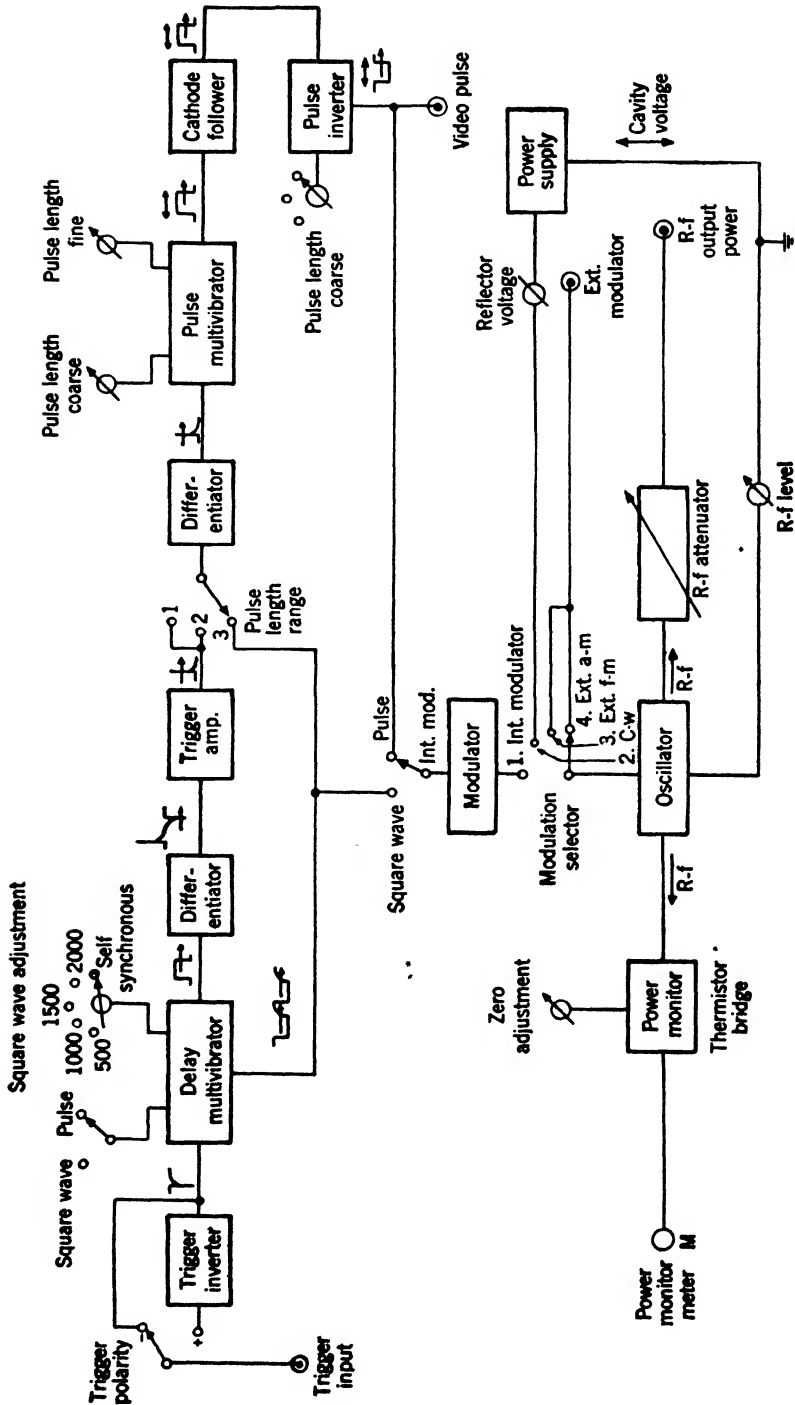 Square wave adjustment
Square wave
Pulse
500
1000
1500
2000
Self
synchronous
Trigger
polarity
-
+
Trigger
input
Trigger
inverter
Delay
multivibrator
Differ-
entiator
Trigger
amp.
1
2
3
Pulse
length
range
Differ-
entiator
Pulse length
coarse
Pulse length
fine
Pulse
multivibrator
Cathode
follower
Pulse
inverter
Pulse length
coarse
Video pulse
Square wave
Pulse
Int. mod.
Modulator
1. Int. modulator
2. C-w
3. Ext. f-m
4. Ext. a-m
Modulation
selector
Reflector
voltage
Ext.
modulator
Power
supply
Cavity
voltage
Power
monitor
meter
M
Zero
adjustment
Power
monitor
Thermistor
bridge
R-f
Oscillator
R-f
R-f attenuator
R-f
output
power
R-f level